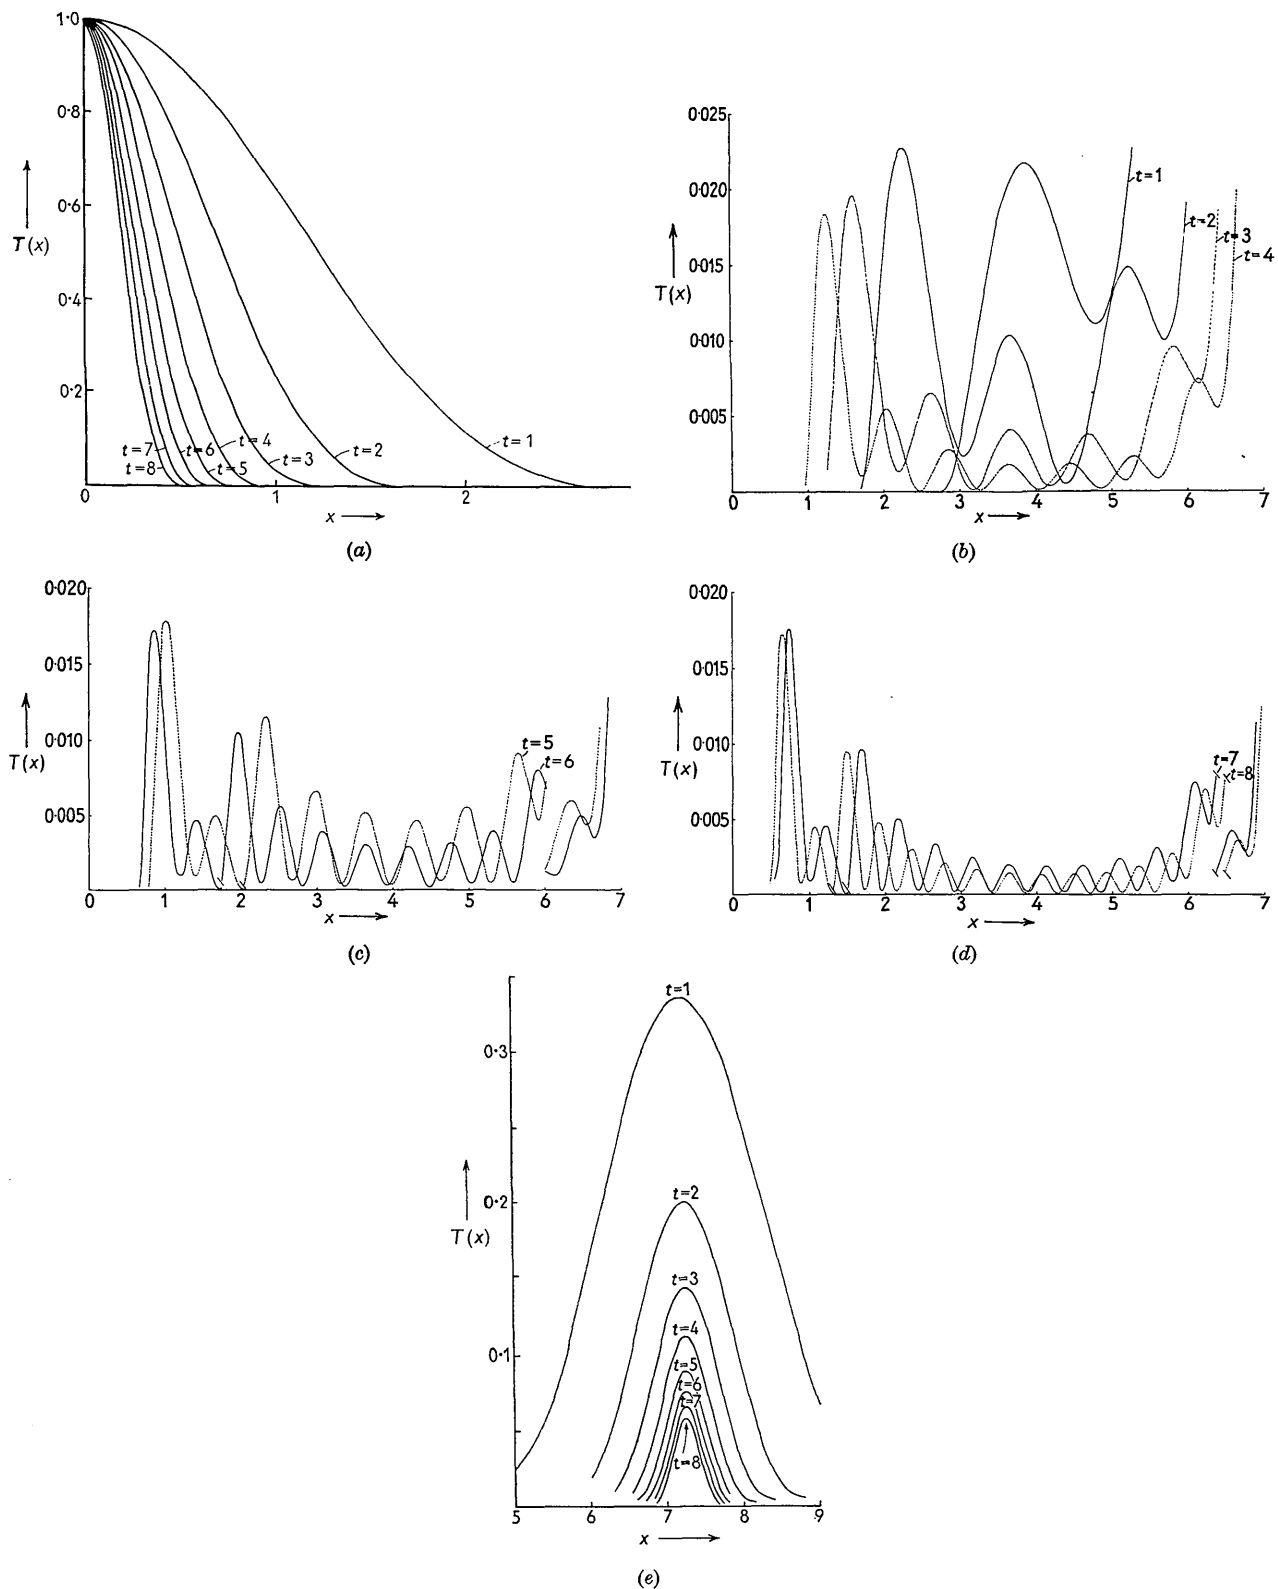 1·0
0·8
0·6
0·4
0·2
T(x)
t=1
t=2
t=3
t=4
t=5
t=6
t=7
t=8
0 1 2
x
(a)
0·025
0·020
0·015
0·010
0·005
T(x)
t=1
t=2
t=3
t=4
0 1 2 3 4 5 6 7
x
(b)
0·020
0·015
0·010
0·005
T(x)
t=5
t=6
0 1 2 3 4 5 6 7
x
(c)
0·020
0·015
0·010
0·005
T(x)
t=7
t=8
0 1 2 3 4 5 6 7
x
(d)
0·3
0·2
0·1
T(x)
t=1
t=2
t=3
t=4
t=5
t=6
t=7
t=8
5 6 7 8 9
x
(e)